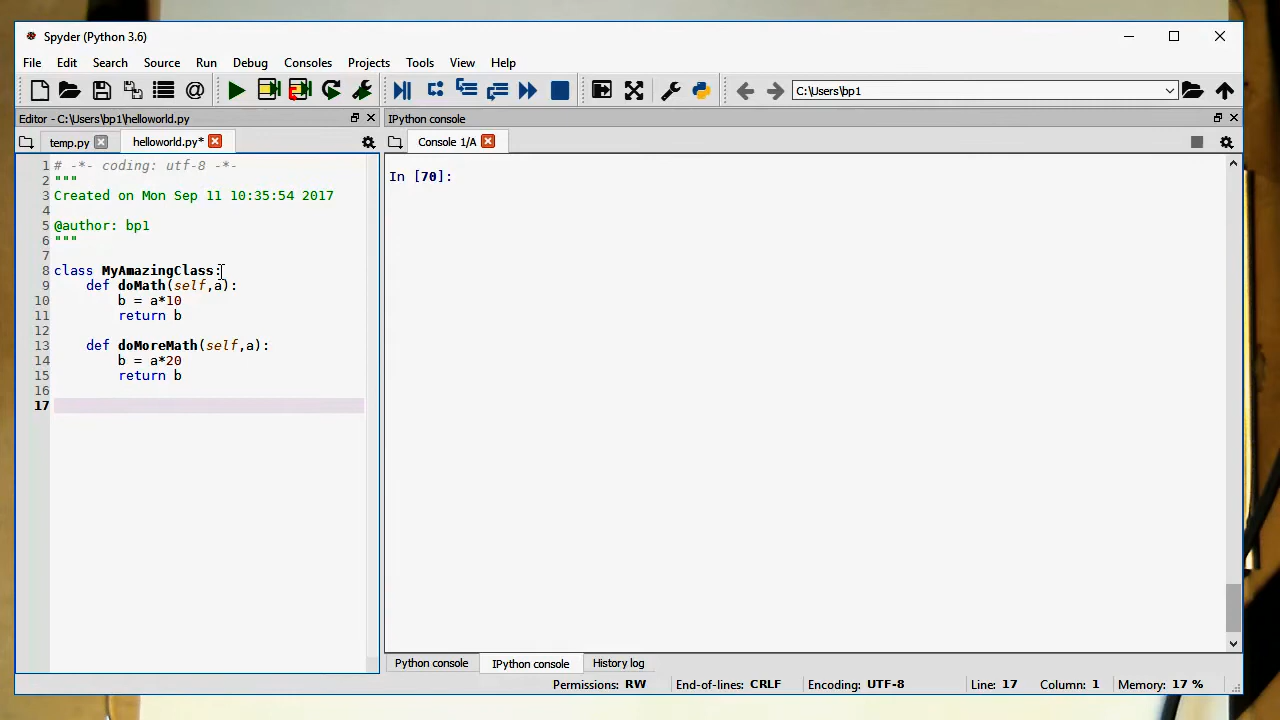 Spyder (Python 3.6)
File Edit Search Source Run Debug Consoles Projects Tools View Help
C:\Users\bp1
Editor - C:\Users\bp1\helloworld.py
IPython console
temp.py
helloworld.py*
Console 1/A
1 # -*- coding: utf-8 -*-
2 """
3 Created on Mon Sep 11 10:35:54 2017
4
5 @author: bp1
6 """
7
8 class MyAmazingClass:
9     def doMath(self,a):
10         b = a*10
11         return b
12
13     def doMoreMath(self,a):
14         b = a*20
15         return b
16
17
In [70]:
Python console
IPython console
History log
Permissions: RW End-of-lines: CRLF Encoding: UTF-8 Line: 17 Column: 1 Memory: 17 %